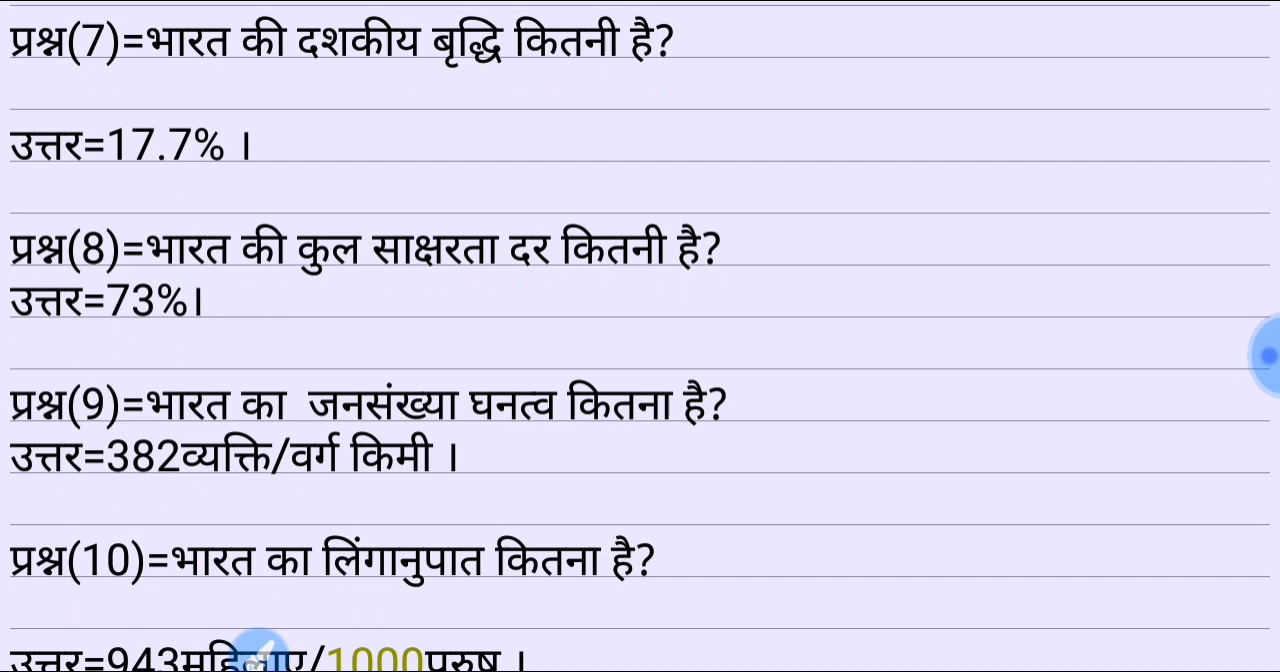 प्रश्न(7)=भारत की दशकीय बृद्धि कितनी है?
उत्तर=17.7% ।
प्रश्न(8)=भारत की कुल साक्षरता दर कितनी है?
उत्तर=73%।
प्रश्न(9)=भारत का जनसंख्या घनत्व कितना है?
उत्तर=382व्यक्ति/वर्ग किमी ।
प्रश्न(10)=भारत का लिंगानुपात कितना है?
उत्तर=943महिलाए/1000पुरुष ।